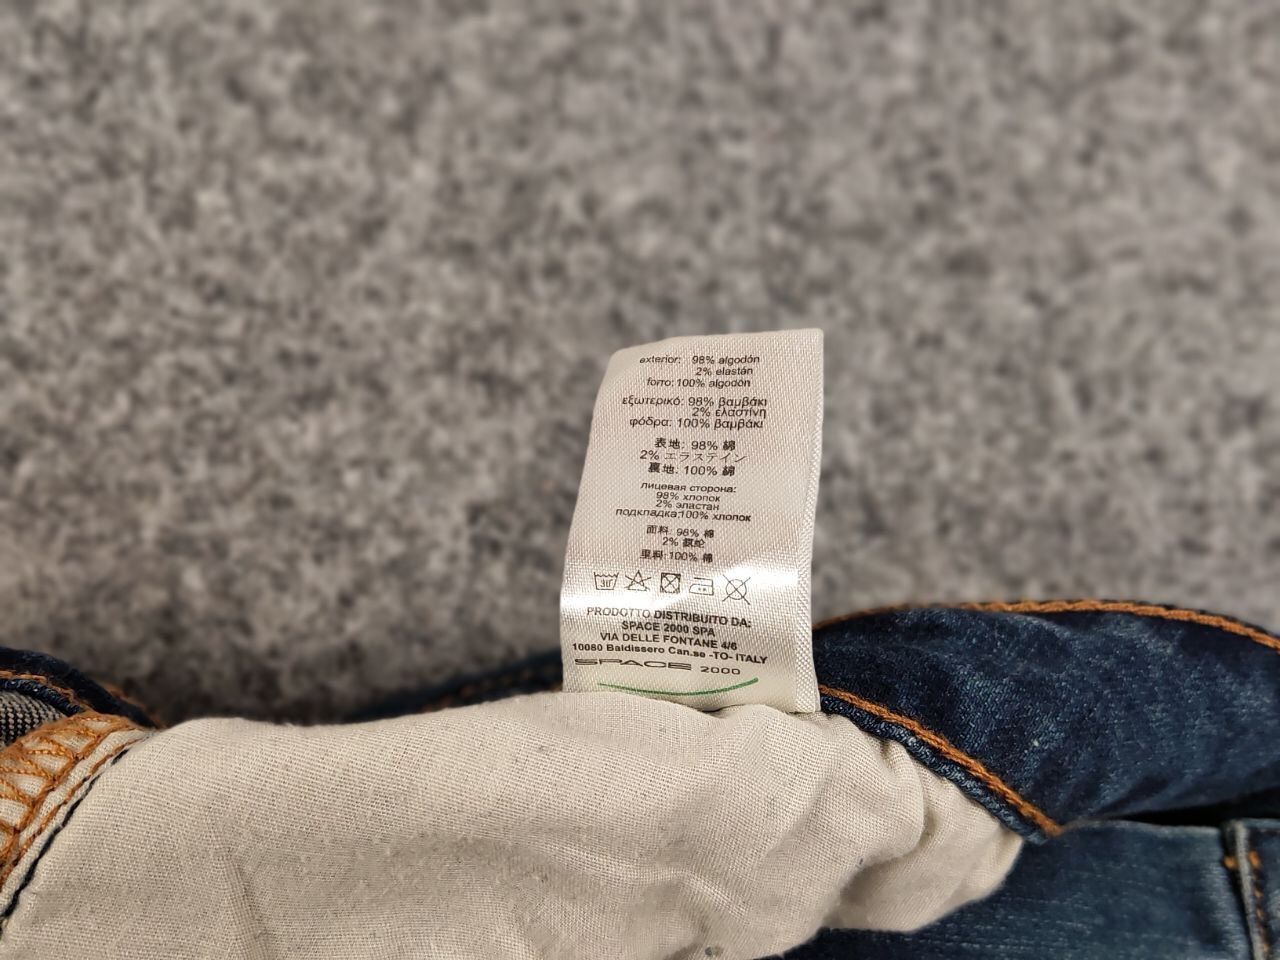 exterior: 98% algodón
2% elastán
forro: 100% algodón
εξωτερικό: 98% βαμβάκι
2% ελαστίνη
φόδρα: 100% βαμβάκι
表地: 98% 綿
2% エラステイン
裏地: 100% 綿
лицевая сторона:
98% хлопок
2% эластан
подкладка:100% хлопок
面料: 98% 棉
2% 氨纶
里料: 100% 棉
30°
PRODOTTO DISTRIBUITO DA:
SPACE 2000 SPA
VIA DELLE FONTANE 4/6
10080 Baldissero Can.se -TO- ITALY
SPACE 2000